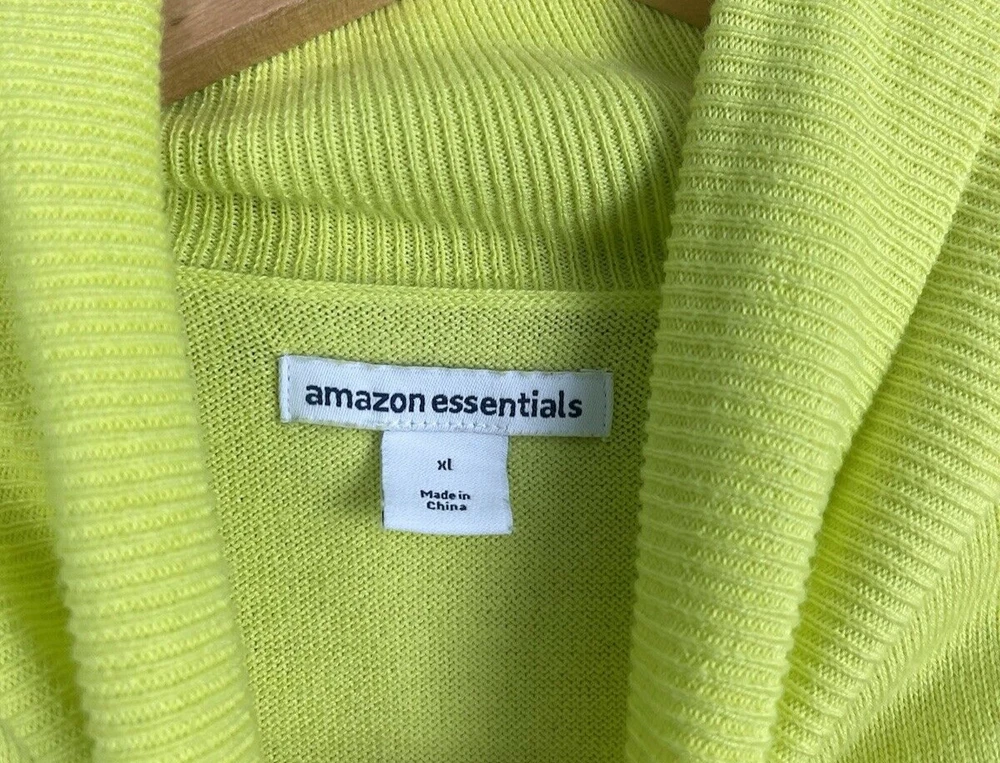 amazon essentials
xl
Made in
China